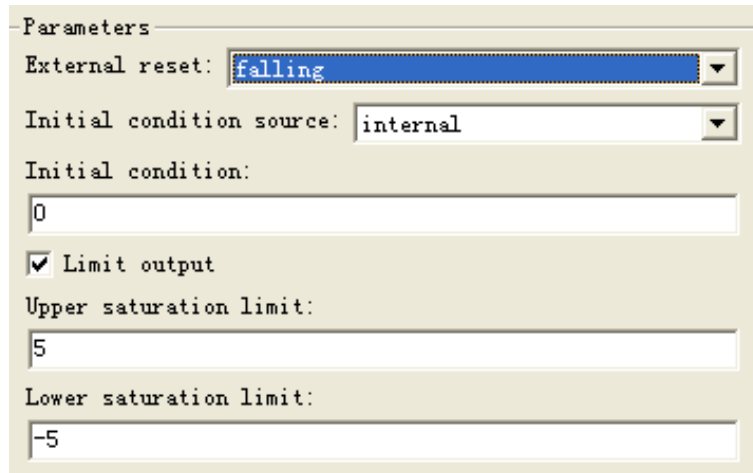 Parameters
External reset: falling
Initial condition source: internal
Initial condition:
0
Limit output
Upper saturation limit:
5
Lower saturation limit:
-5